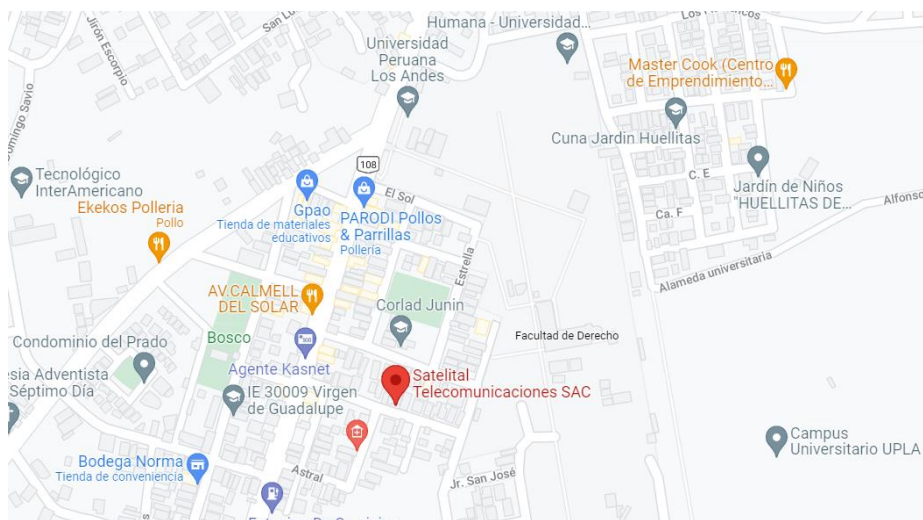 San Lu
Jirón Escorpio
Domingo Savio
Humana - Universidad...
Universidad
Peruana
Los Andes
Master Cook (Centro
de Emprendimiento...
Cuna Jardin Huellitas
C. E
Ca. F
Jardín de Niños
"HUELLITAS DE...
Alfonso
Alameda universitaria
Tecnológico
InterAmericano
Ekekos Polleria
Pollo
108
El Sol
Gpao
Tienda de materiales
educativos
PARODI Pollos
& Parrillas
Pollería
Estrella
AV.CALMELL
DEL SOLAR
Corlad Junin
Facultad de Derecho
Bosco
Condominio del Prado
Agente Kasnet
esia Adventista
Séptimo Día
IE 30009 Virgen
de Guadalupe
Satelital
Telecomunicaciones SAC
Campus
Universitario UPLA
Bodega Norma
Tienda de conveniencia
Astral
Jr. San José